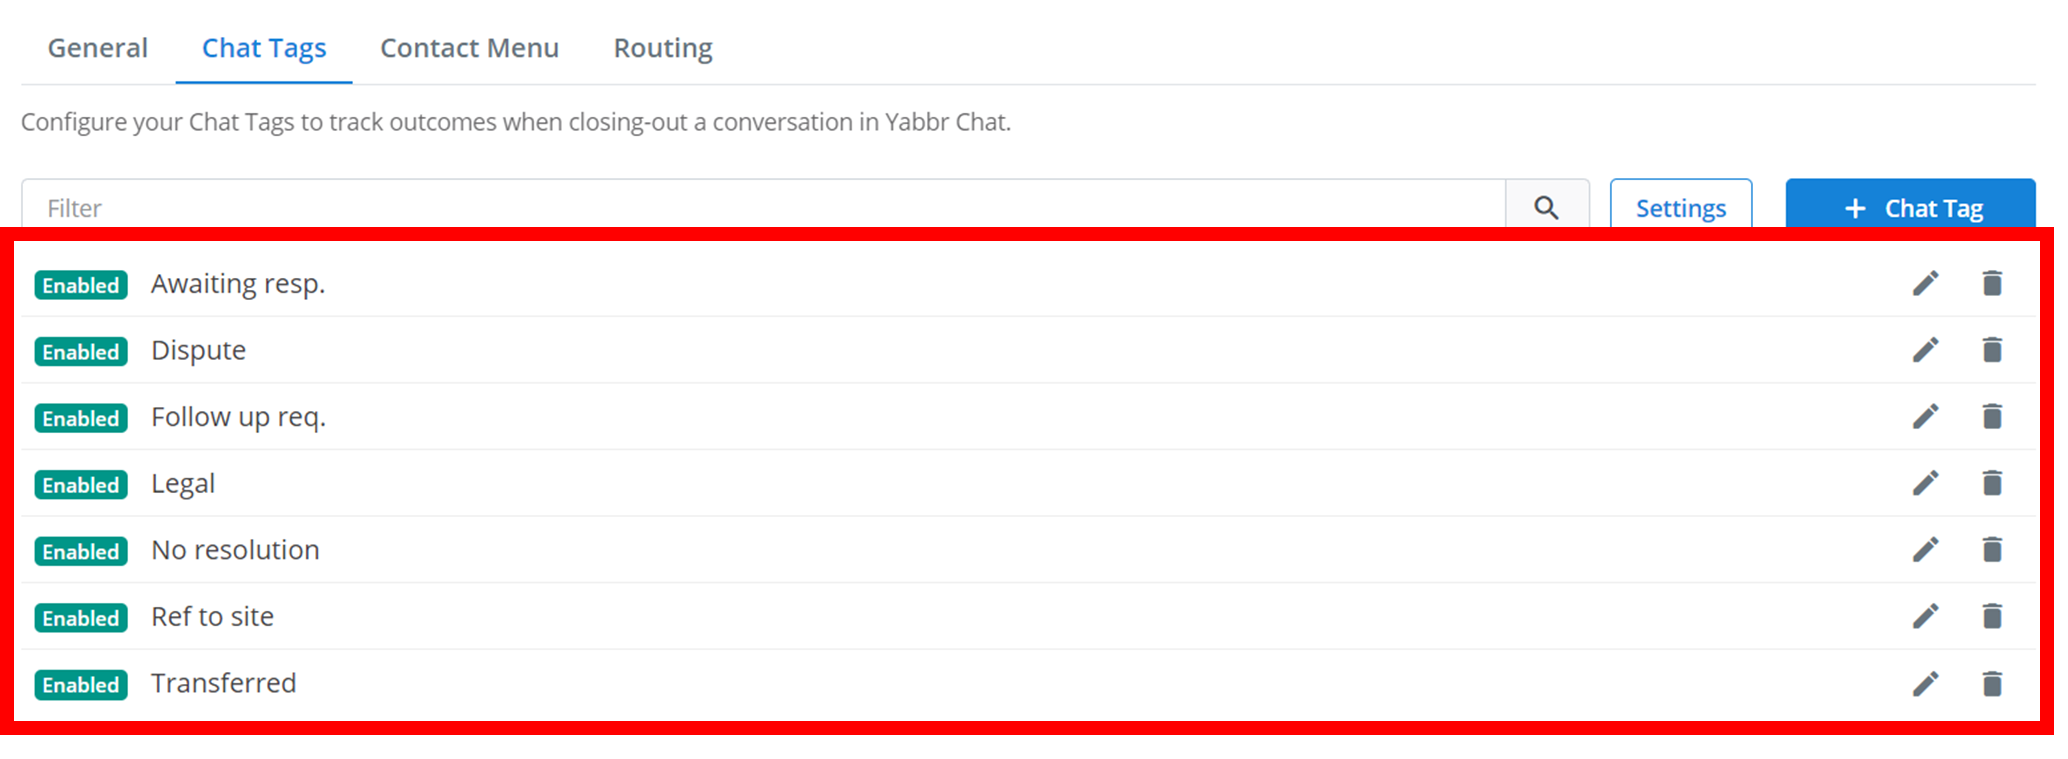 General Chat Tags Contact Menu Routing
Configure your Chat Tags to track outcomes when closing-out a conversation in Yabbr Chat.
Filter Settings + Chat Tag
Enabled Awaiting resp.
Enabled Dispute
Enabled Follow up req.
Enabled Legal
Enabled No resolution
Enabled Ref to site
Enabled Transferred